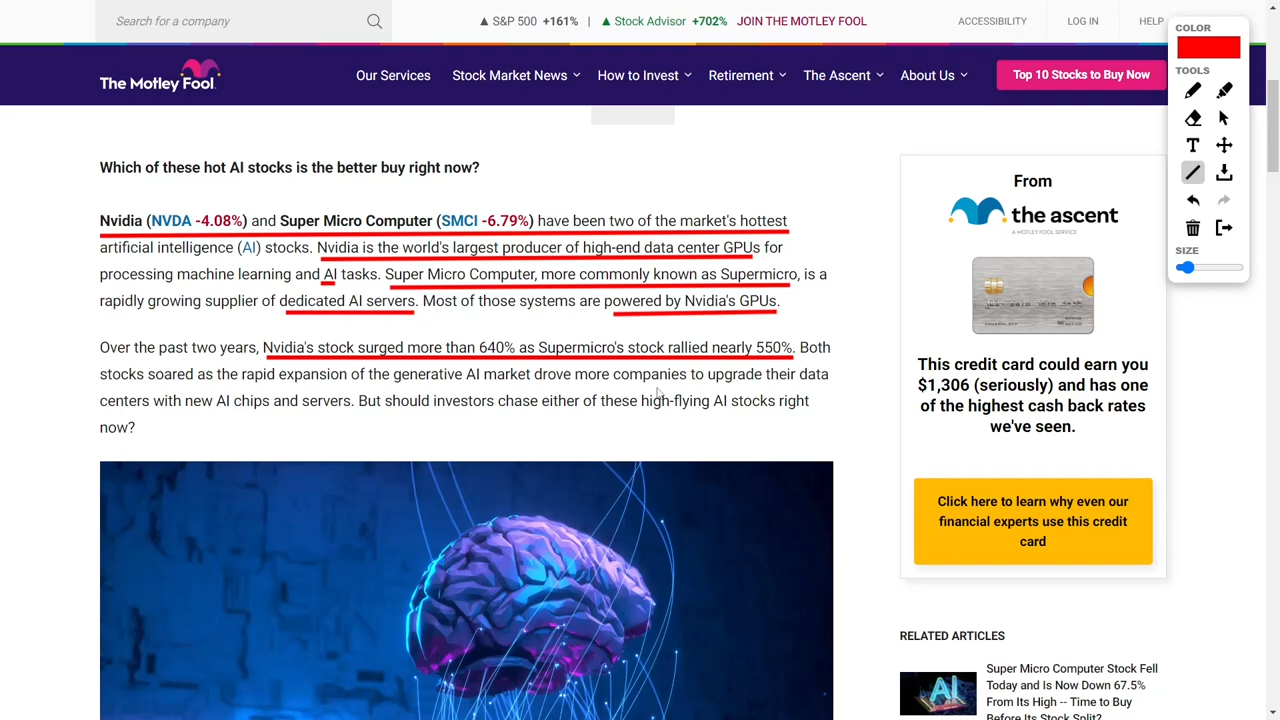 Search for a company
▲ S&P 500 +161% | ▲ Stock Advisor +702% JOIN THE MOTLEY FOOL
ACCESSIBILITY LOG IN HELP
The Motley Fool
Our Services Stock Market News How to Invest Retirement The Ascent About Us Top 10 Stocks to Buy Now
COLOR
TOOLS
T
SIZE
Which of these hot AI stocks is the better buy right now?
Nvidia (NVDA -4.08%) and Super Micro Computer (SMCI -6.79%) have been two of the market's hottest
artificial intelligence (AI) stocks. Nvidia is the world's largest producer of high-end data center GPUs for
processing machine learning and AI tasks. Super Micro Computer, more commonly known as Supermicro, is a
rapidly growing supplier of dedicated AI servers. Most of those systems are powered by Nvidia's GPUs.
Over the past two years, Nvidia's stock surged more than 640% as Supermicro's stock rallied nearly 550%. Both
stocks soared as the rapid expansion of the generative AI market drove more companies to upgrade their data
centers with new AI chips and servers. But should investors chase either of these high-flying AI stocks right
now?
From
the ascent
A MOTLEY FOOL SERVICE
This credit card could earn you
$1,306 (seriously) and has one
of the highest cash back rates
we've seen.
Click here to learn why even our
financial experts use this credit
card
RELATED ARTICLES
AI
Super Micro Computer Stock Fell
Today and Is Now Down 67.5%
From Its High -- Time to Buy
Before Its Stock Split?